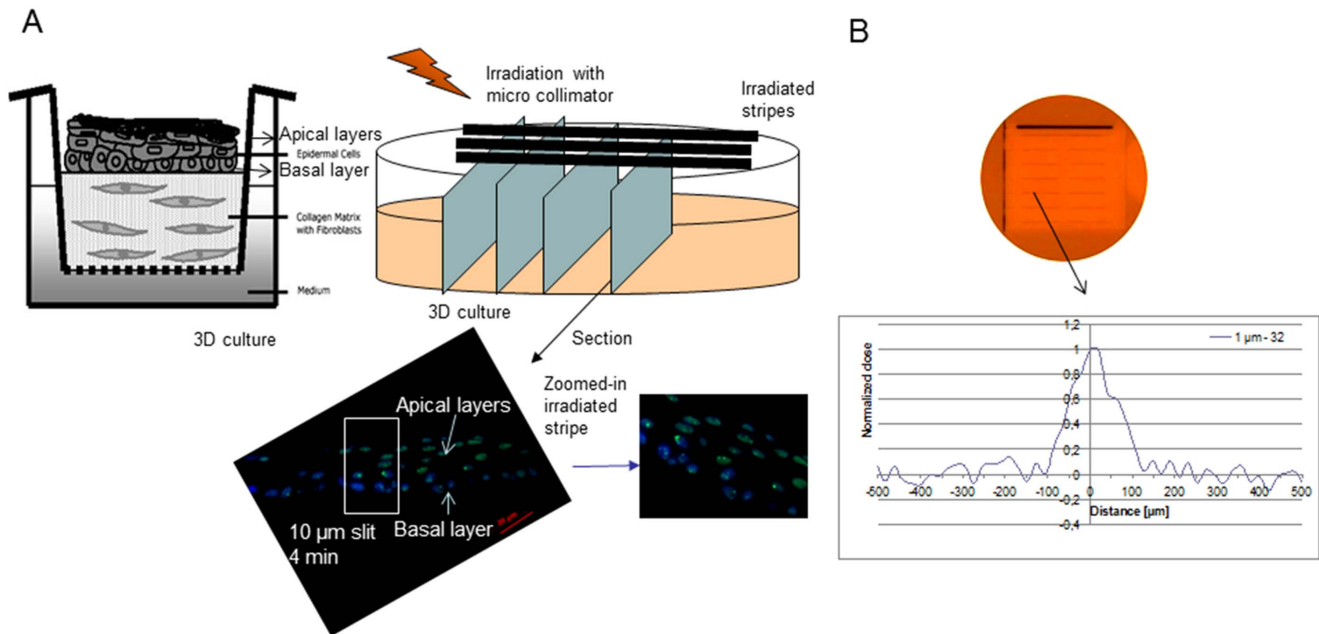 A
Apical layers
Epidermal Cells
Basal layer
Collagen Matrix
with Fibroblasts
Medium
3D culture
Irradiation with
micro collimator
Irradiated
stripes
3D culture
Section
Apical layers
Basal layer
10 µm slit
4 min
Zoomed-in
irradiated
stripe
B
1,2
1
0,8
0,6
0,4
0,2
0
-0,2
-0,4
1 µm - 32
Normalized dose
-500 -400 -300 -200 -100 0 100 200 300 400 500
Distance [µm]